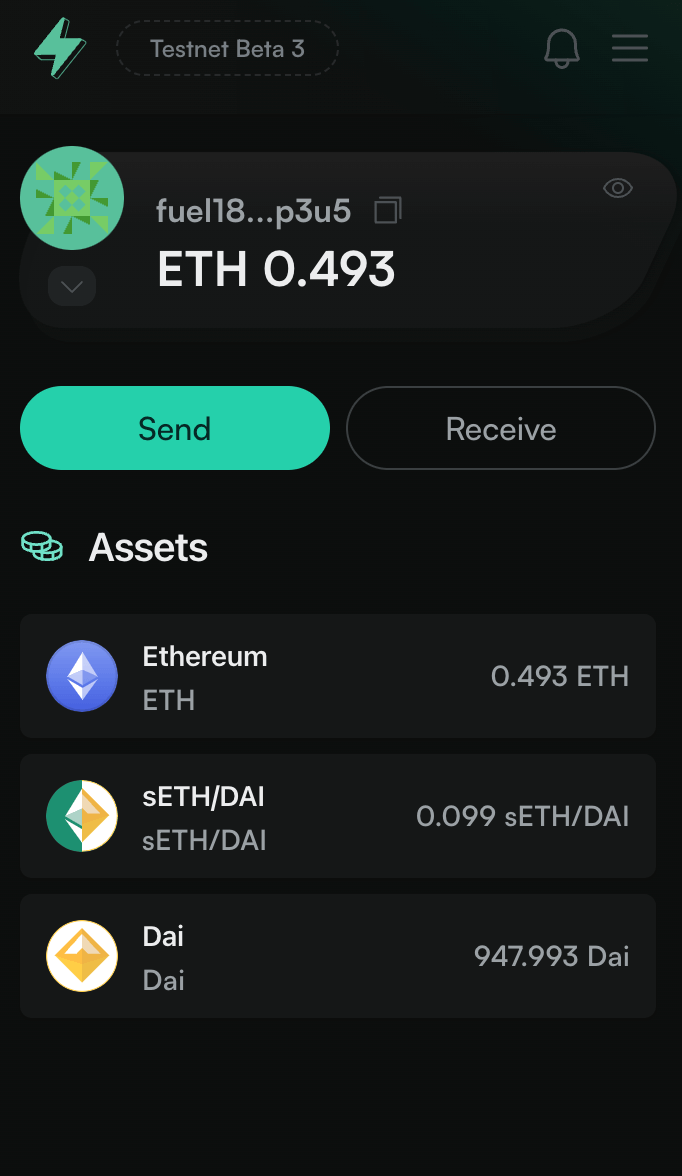 Testnet Beta 3
fuel18...p3u5
ETH 0.493
Send
Receive
Assets
Ethereum
ETH
0.493 ETH
sETH/DAI
sETH/DAI
0.099 sETH/DAI
Dai
Dai
947.993 Dai